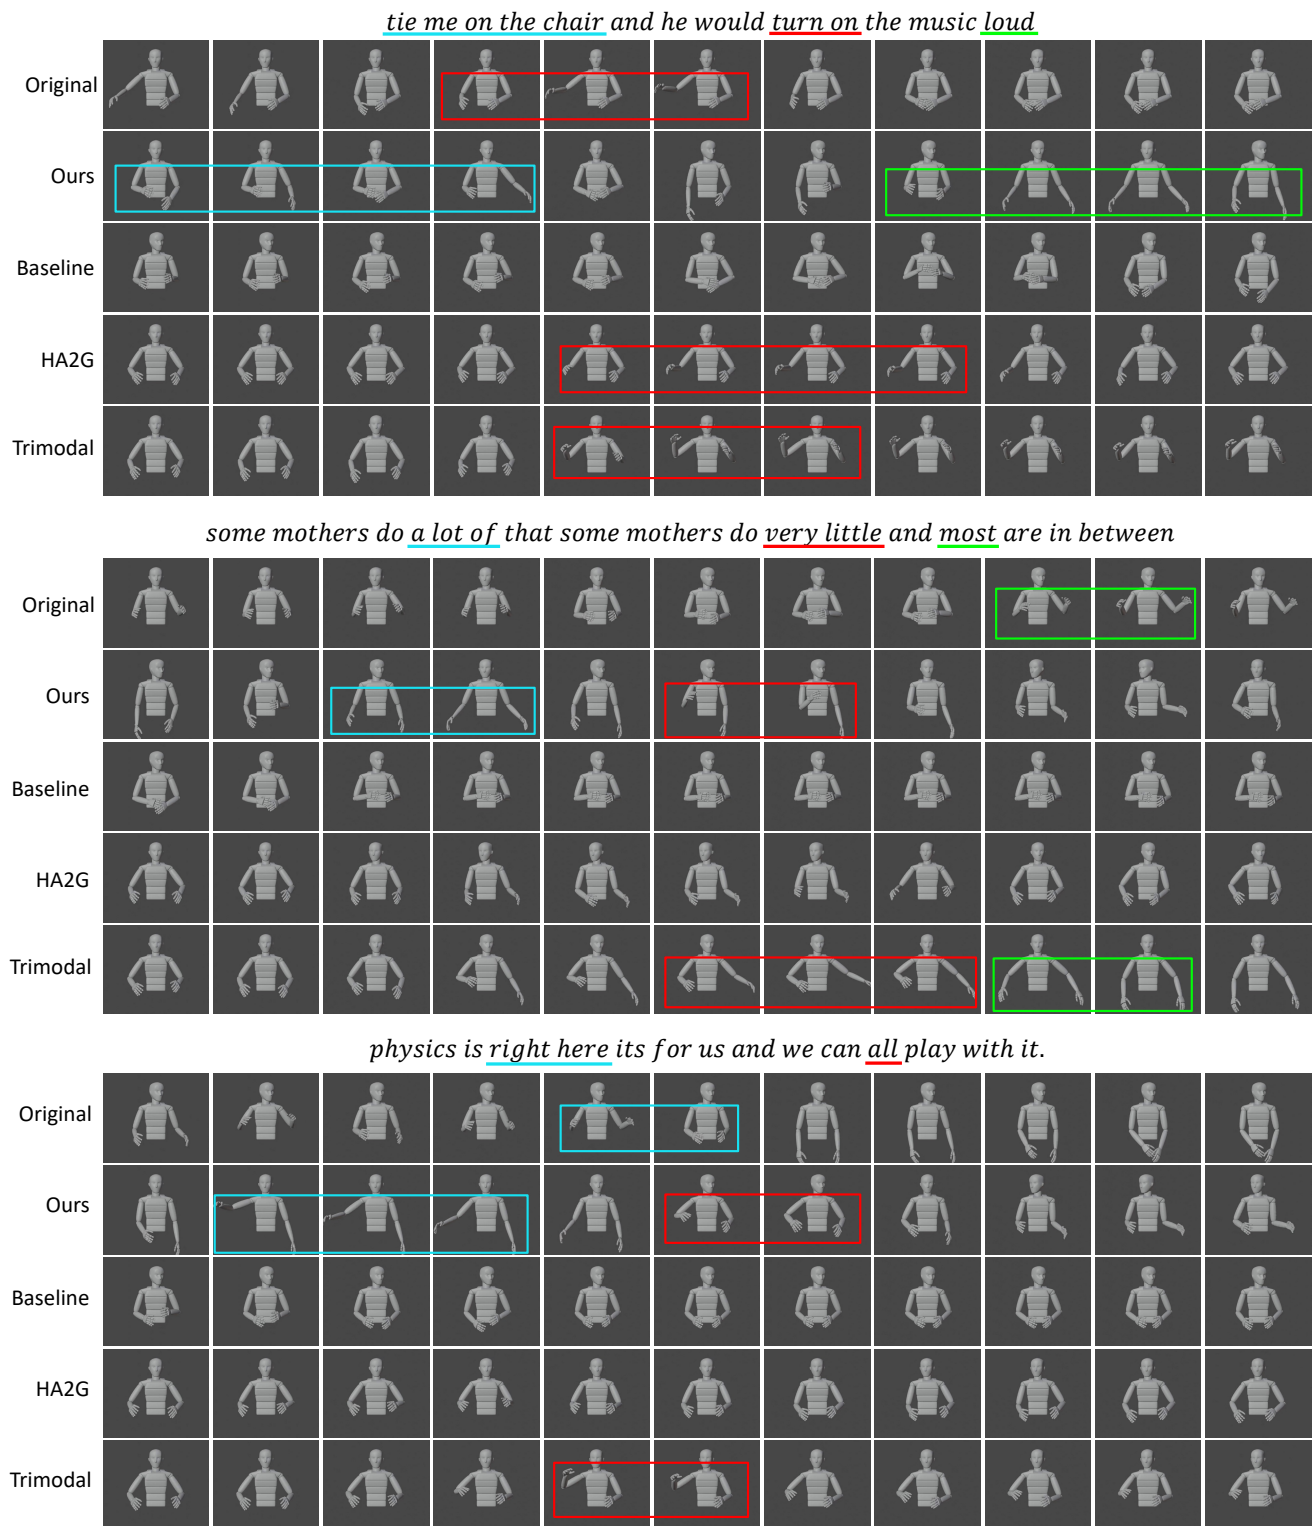 tie me on the chair and he would turn on the music loud
Original
Ours
Baseline
HA2G
Trimodal
some mothers do a lot of that some mothers do very little and most are in between
Original
Ours
Baseline
HA2G
Trimodal
physics is right here its for us and we can all play with it.
Original
Ours
Baseline
HA2G
Trimodal